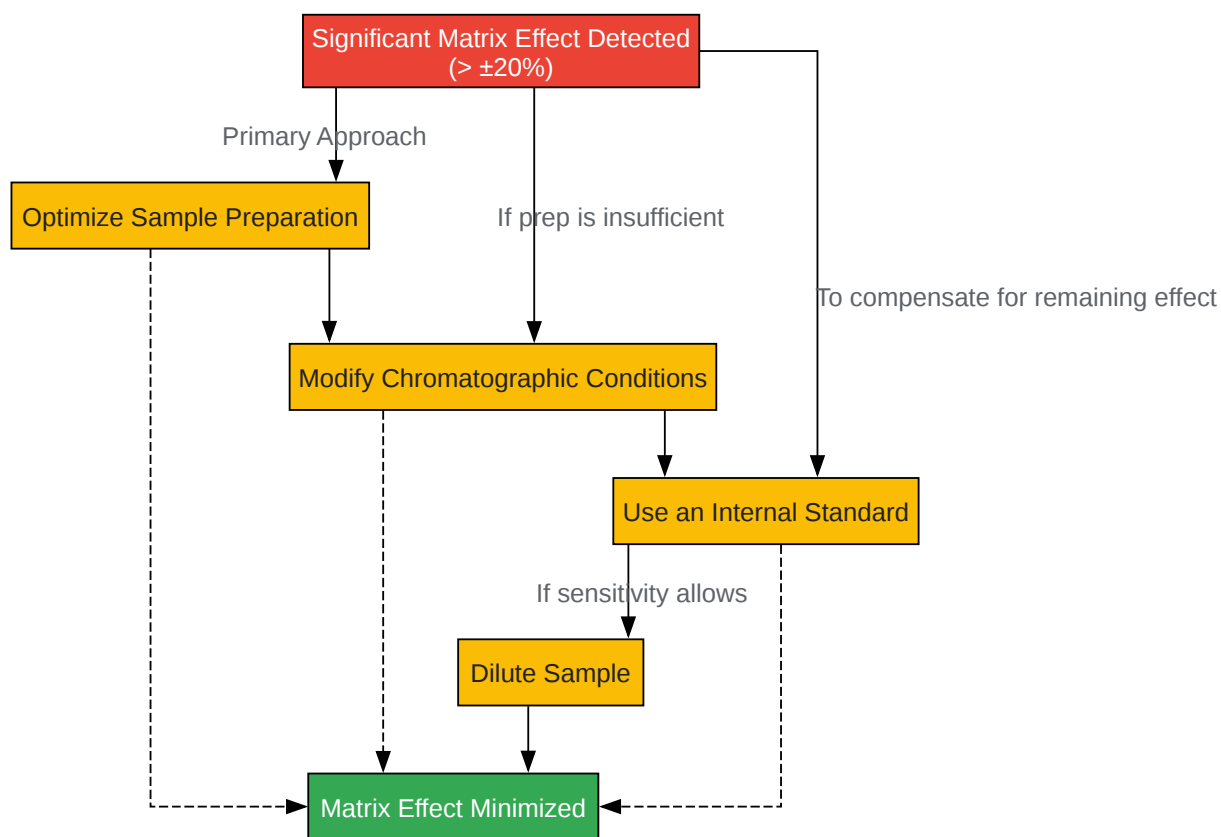 Significant Matrix Effect Detected
(> ±20%)
Primary Approach
Optimize Sample Preparation
If prep is insufficient
To compensate for remaining effect
Modify Chromatographic Conditions
Use an Internal Standard
If sensitivity allows
Dilute Sample
Matrix Effect Minimized